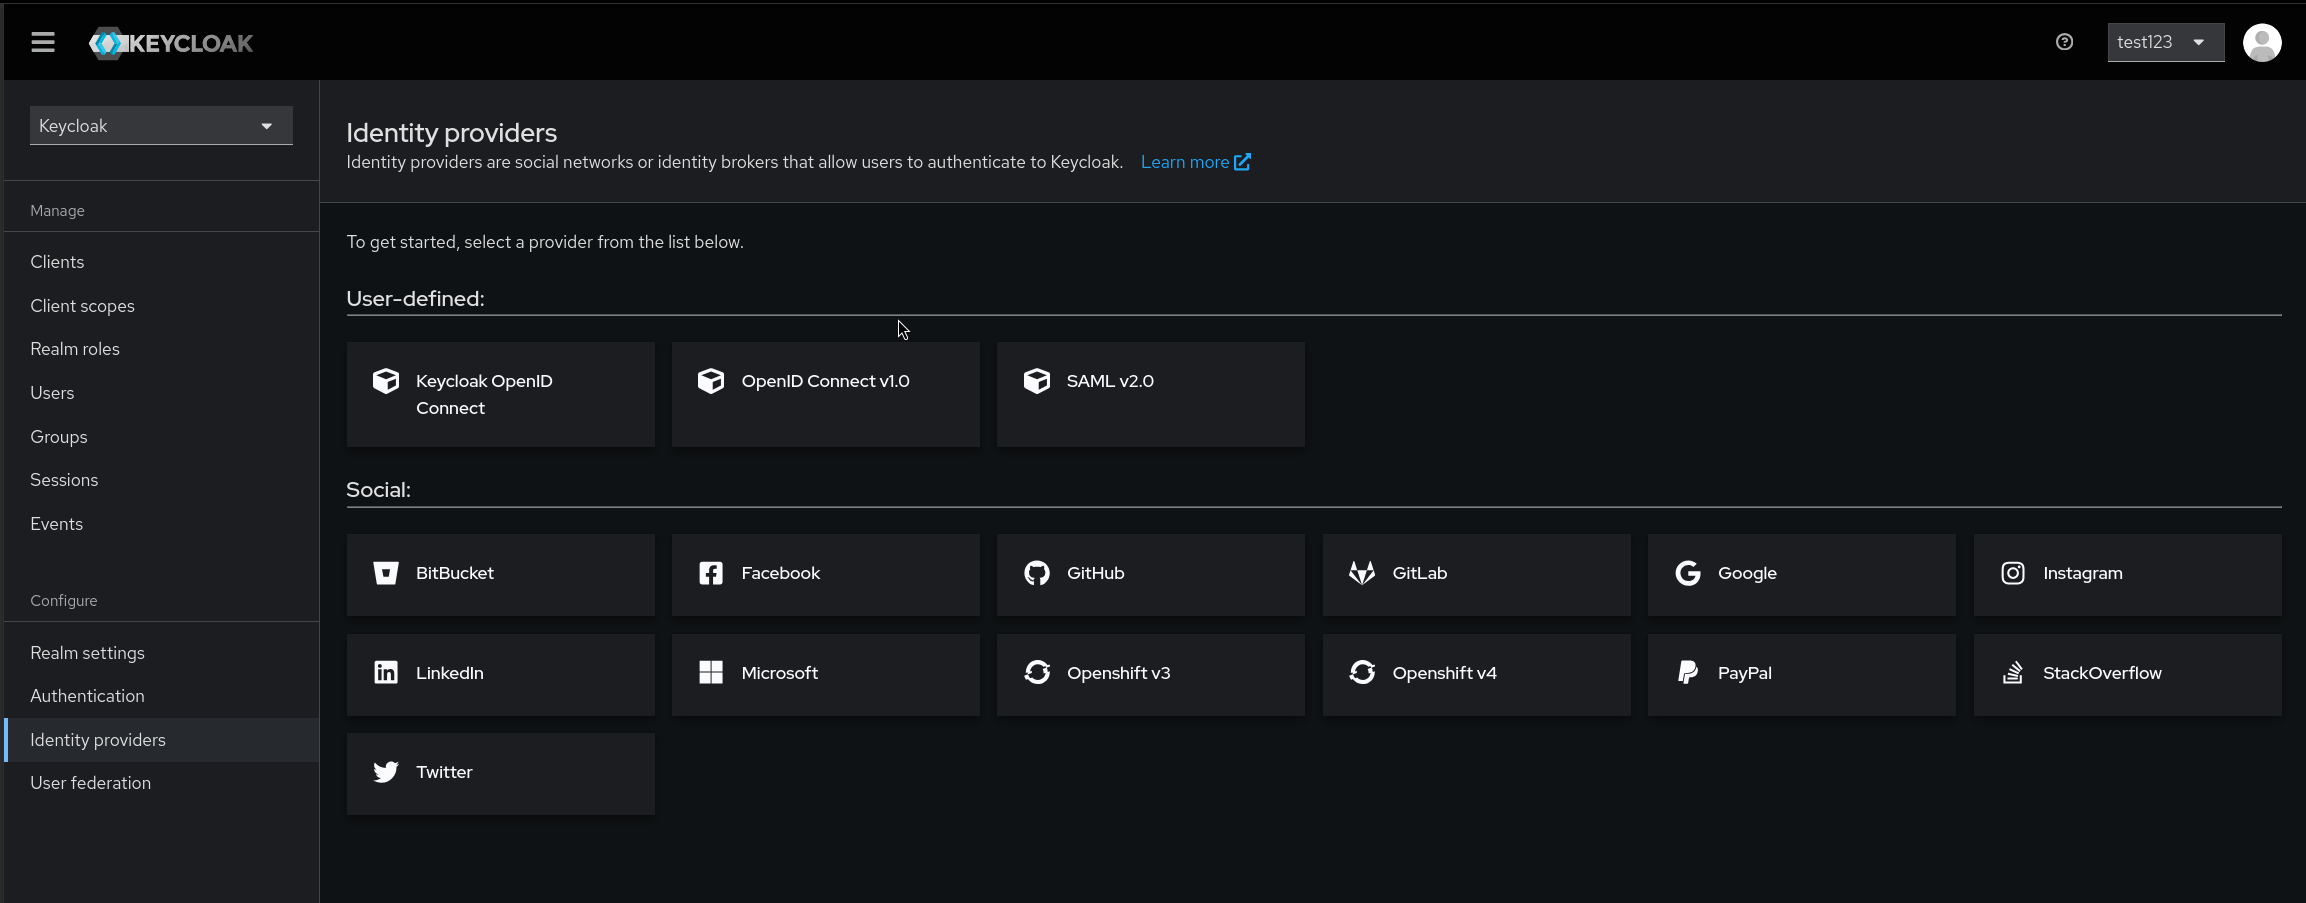 KEYCLOAK
test123
Keycloak
Manage
Clients
Client scopes
Realm roles
Users
Groups
Sessions
Events
Configure
Realm settings
Authentication
Identity providers
User federation
Identity providers
Identity providers are social networks or identity brokers that allow users to authenticate to Keycloak. Learn more
To get started, select a provider from the list below.
User-defined:
Keycloak OpenID
Connect
OpenID Connect v1.0
SAML v2.0
Social:
BitBucket
Facebook
GitHub
GitLab
Google
Instagram
LinkedIn
Microsoft
Openshift v3
Openshift v4
PayPal
StackOverflow
Twitter